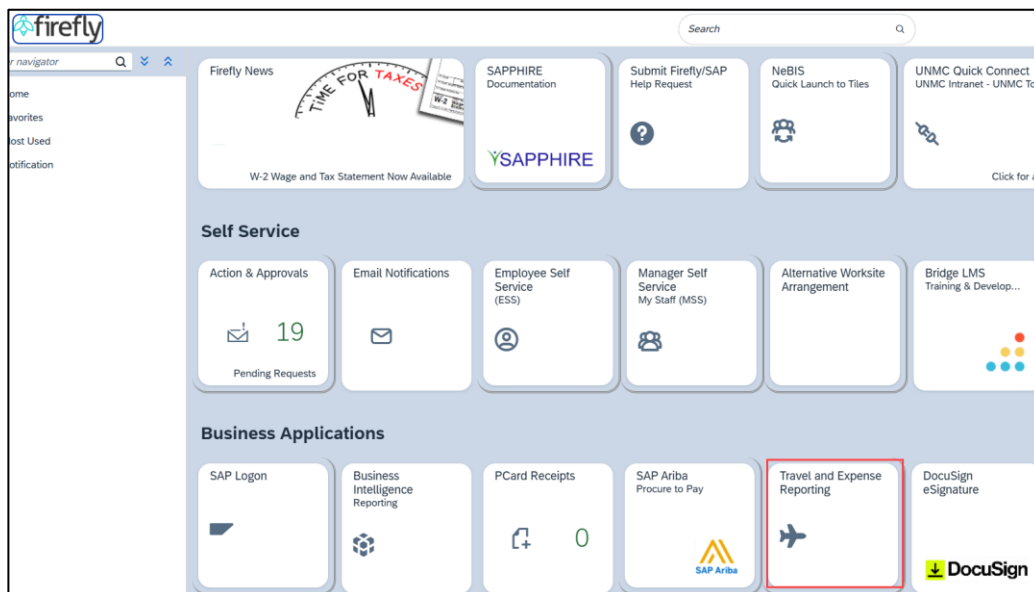 firefly
Search
r navigator
ome
avorites
ost Used
otification
Firefly News
TIME FOR TAXES
W-2
W-2 Wage and Tax Statement Now Available
SAPPHIRE
Documentation
SAPPHIRE
Submit Firefly/SAP
Help Request
NeBIS
Quick Launch to Tiles
UNMC Quick Connect
UNMC Intranet - UNMC To
Click for a
Self Service
Action & Approvals
19
Pending Requests
Email Notifications
Employee Self
Service
(ESS)
Manager Self
Service
My Staff (MSS)
Alternative Worksite
Arrangement
Bridge LMS
Training & Develop...
Business Applications
SAP Logon
Business
Intelligence
Reporting
PCard Receipts
0
SAP Ariba
Procure to Pay
SAP Ariba
Travel and Expense
Reporting
DocuSign
eSignature
DocuSign